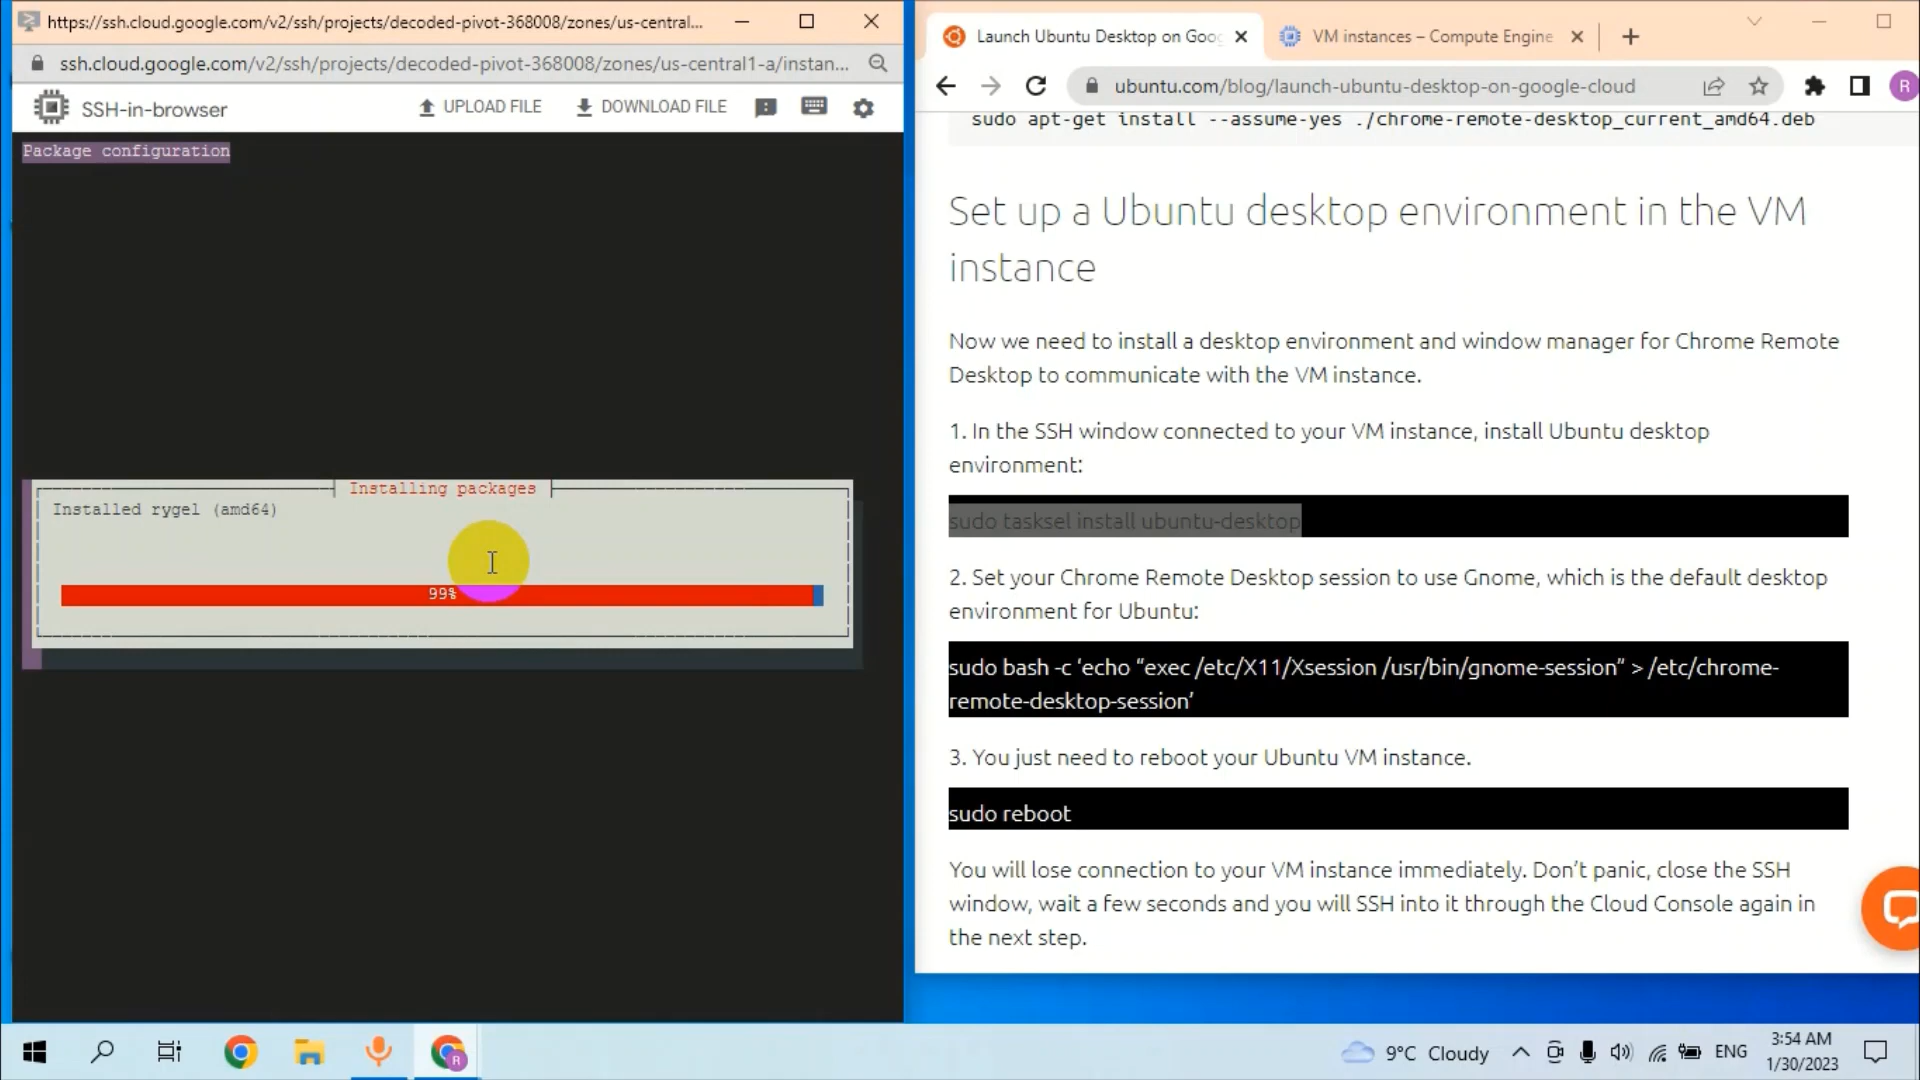 https://ssh.cloud.google.com/v2/ssh/projects/decoded-pivot-368008/zones/us-central...
ssh.cloud.google.com/v2/ssh/projects/decoded-pivot-368008/zones/us-central1-a/instan...
SSH-in-browser
UPLOAD FILE
DOWNLOAD FILE
Package configuration
Installing packages
Installed rygel (amd64)
99%
Launch Ubuntu Desktop on Goo
VM instances – Compute Engine
ubuntu.com/blog/launch-ubuntu-desktop-on-google-cloud
R
sudo apt-get install --assume-yes ./chrome-remote-desktop_current_amd64.deb
Set up a Ubuntu desktop environment in the VM
instance
Now we need to install a desktop environment and window manager for Chrome Remote
Desktop to communicate with the VM instance.
1. In the SSH window connected to your VM instance, install Ubuntu desktop
environment:
sudo tasksel install ubuntu-desktop
2. Set your Chrome Remote Desktop session to use Gnome, which is the default desktop
environment for Ubuntu:
sudo bash -c ‘echo “exec /etc/X11/Xsession /usr/bin/gnome-session” > /etc/chrome-
remote-desktop-session’
3. You just need to reboot your Ubuntu VM instance.
sudo reboot
You will lose connection to your VM instance immediately. Don’t panic, close the SSH
window, wait a few seconds and you will SSH into it through the Cloud Console again in
the next step.
R
9°C Cloudy
ENG
3:54 AM
1/30/2023